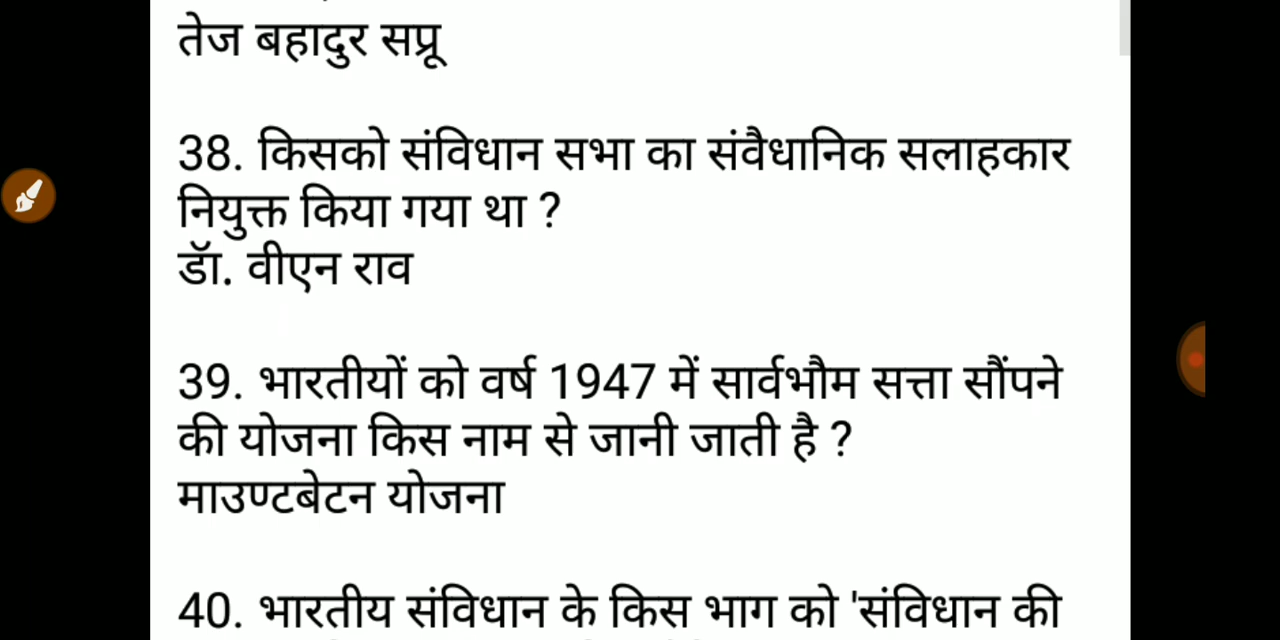 तेज बहादुर सप्रू
38. किसको संविधान सभा का संवैधानिक सलाहकार
नियुक्त किया गया था ?
डॉ. वीएन राव
39. भारतीयों को वर्ष 1947 में सार्वभौम सत्ता सौंपने
की योजना किस नाम से जानी जाती है ?
माउण्टबेटन योजना
40. भारतीय संविधान के किस भाग को 'संविधान की